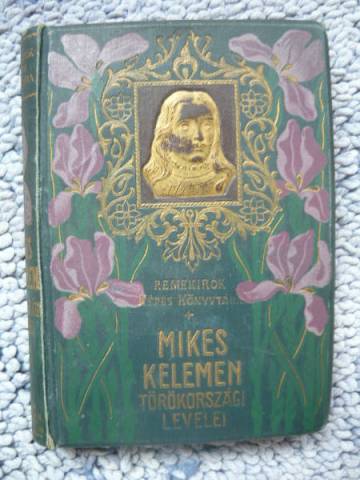 REMEKIROK
KÉPES KÖNYVTÁRA
MIKES
KELEMEN
TÖRÖKORSZÁGI
LEVELEI